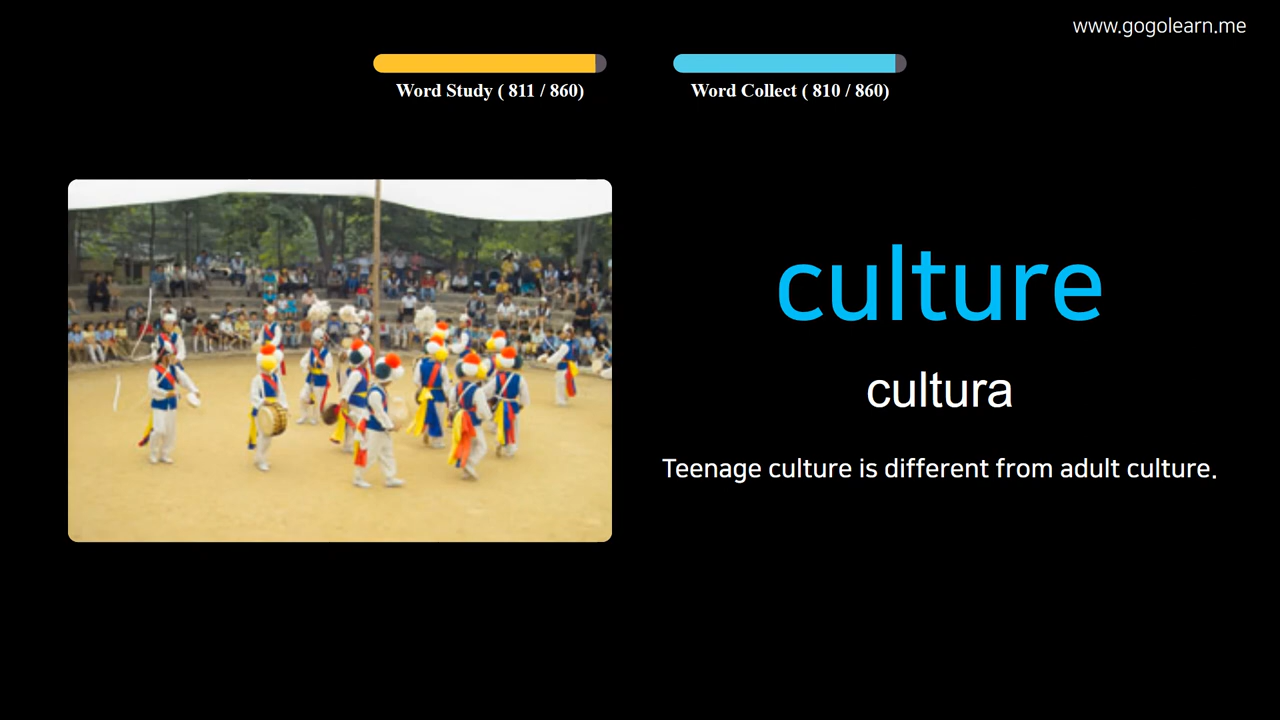 www.gogolearn.me
Word Study ( 811 / 860)
Word Collect ( 810 / 860)
culture
cultura
Teenage culture is different from adult culture.